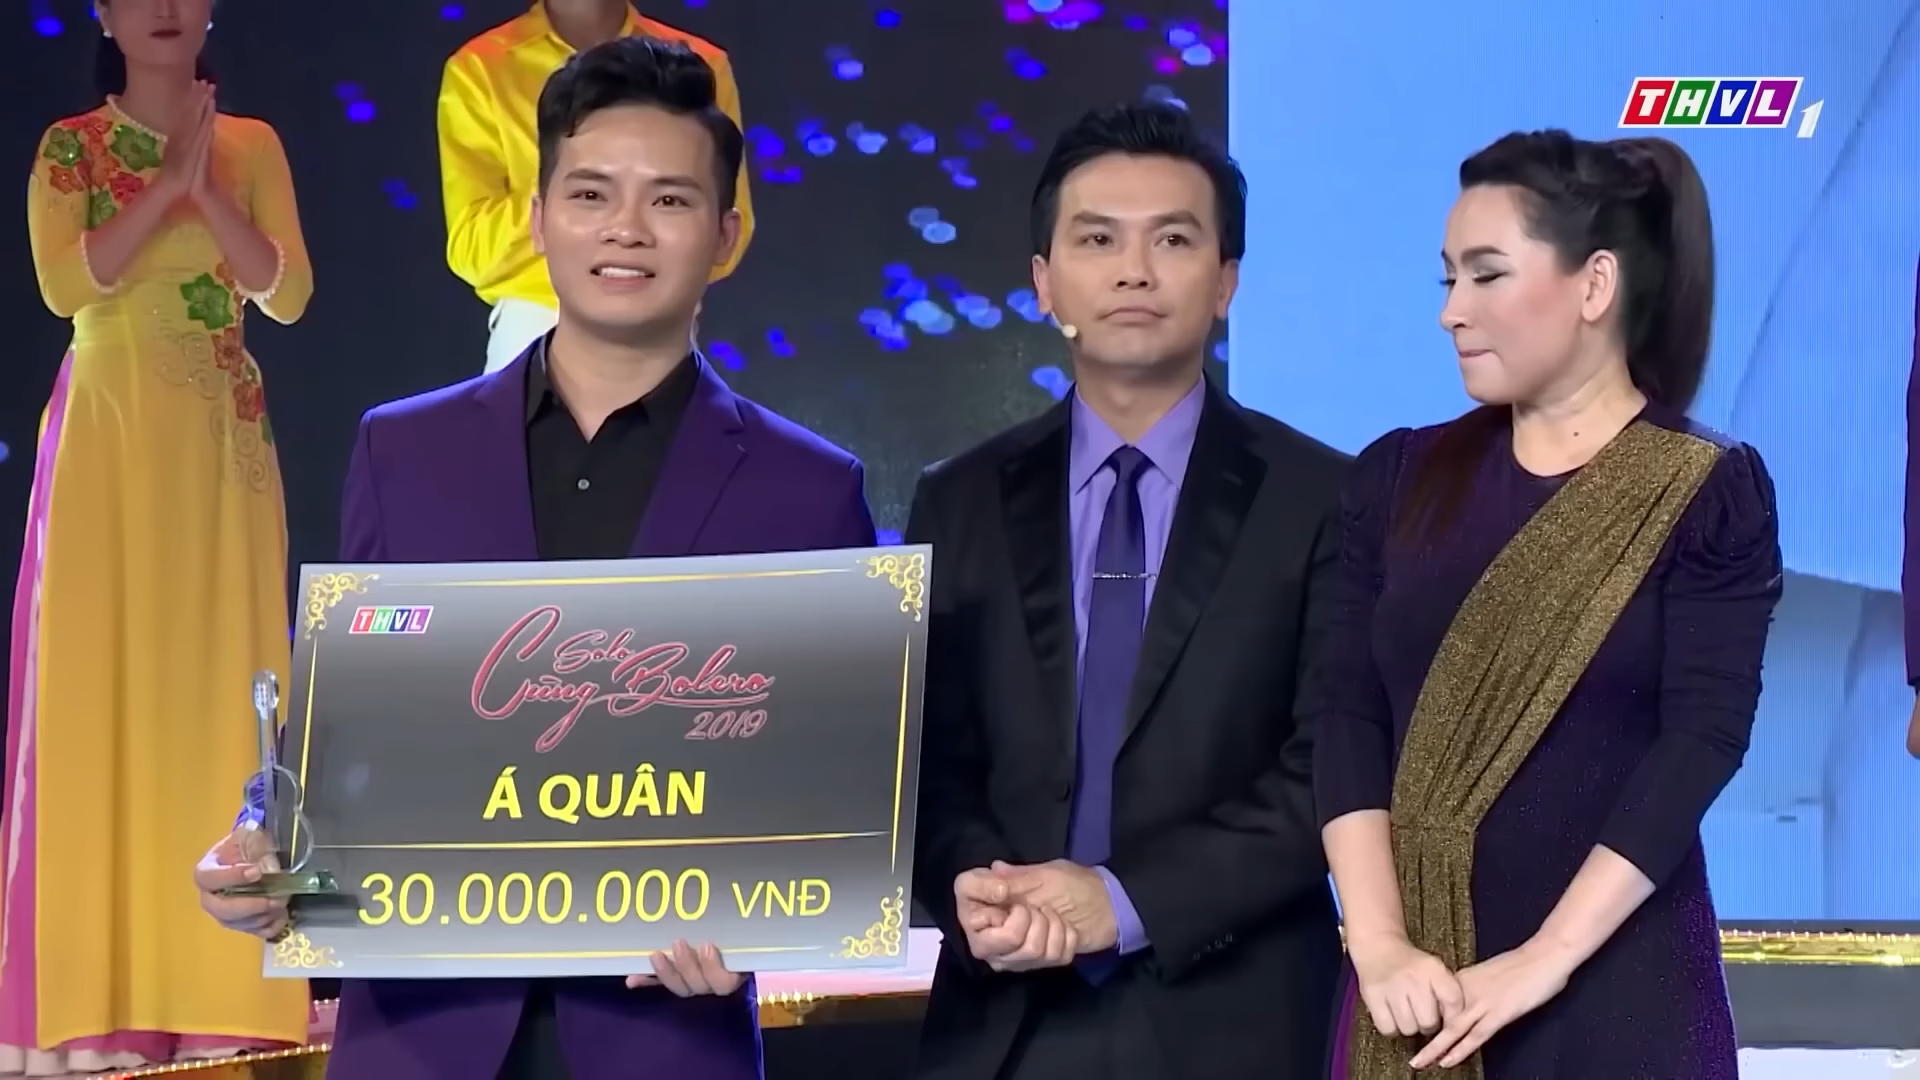 THVL1
THVL
Solo
Cùng Bolero
2019
Á QUÂN
30.000.000 VNĐ